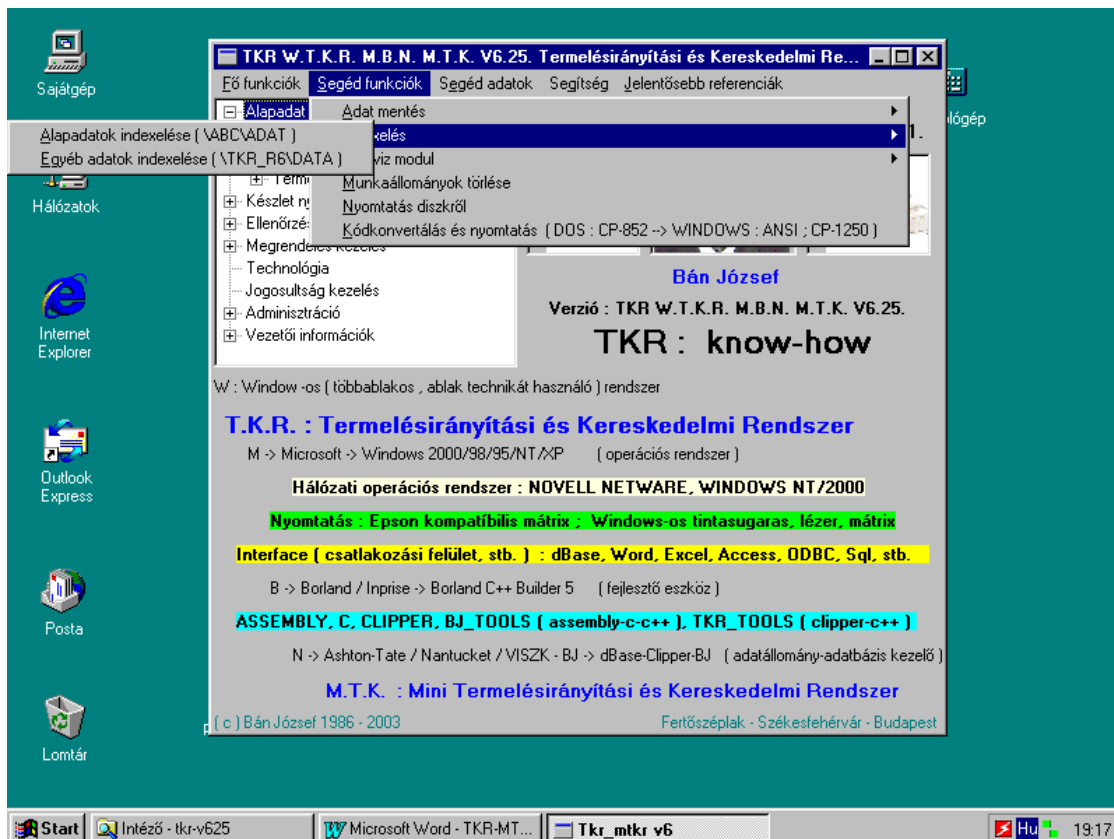 Sajátgép
Hálózatok
Internet
Explorer
Outlook
Express
Posta
Lomtár
TKR W.T.K.R. M.B.N. M.T.K. V6.25. Termelésirányítási és Kereskedelmi Re...
Fő funkciók Segéd funkciók Segéd adatok Segítség Jelentősebb referenciák
Alapadat
Adat mentés
Munkaállományok törlése
Nyomtatás diszkről
Kódkonvertálás és nyomtatás ( DOS : CP-852 --> WINDOWS : ANSI ; CP-1250 )
Alapadatok indexelése ( \ABC\ADAT )
Egyéb adatok indexelése ( \TKR_R6\DATA )
modul
1.
Készlet
Megrendelés kezelés
Technológia
Jogosultság kezelés
Adminisztráció
Vezetői információk
Bán József
Verzió : TKR W.T.K.R. M.B.N. M.T.K. V6.25.
TKR : know-how
W : Window -os ( többablakos , ablak technikát használó ) rendszer
T.K.R. : Termelésirányítási és Kereskedelmi Rendszer
M -> Microsoft -> Windows 2000/98/95/NT/XP ( operációs rendszer )
Hálózati operációs rendszer : NOVELL NETWARE, WINDOWS NT/2000
Nyomtatás : Epson kompatíbilis mátrix ; Windows-os tintasugaras, lézer, mátrix
Interface ( csatlakozási felület, stb. ) : dBase, Word, Excel, Access, ODBC, Sql, stb.
B -> Borland / Inprise -> Borland C++ Builder 5 ( fejlesztő eszköz )
ASSEMBLY, C, CLIPPER, BJ_TOOLS ( assembly-c-c++ ), TKR_TOOLS ( clipper-c++ )
N -> Ashton-Tate / Nantucket / VISZK - BJ -> dBase-Clipper-BJ ( adatállomány-adatbázis kezelő )
M.T.K. : Mini Termelésirányítási és Kereskedelmi Rendszer
( c ) Bán József 1986 - 2003 Fertőszéplak - Székesfehérvár - Budapest
Start Intéző - tkr-v625 Microsoft Word - TKR-MT... Tkr_mtkr v6 Hu 19:17